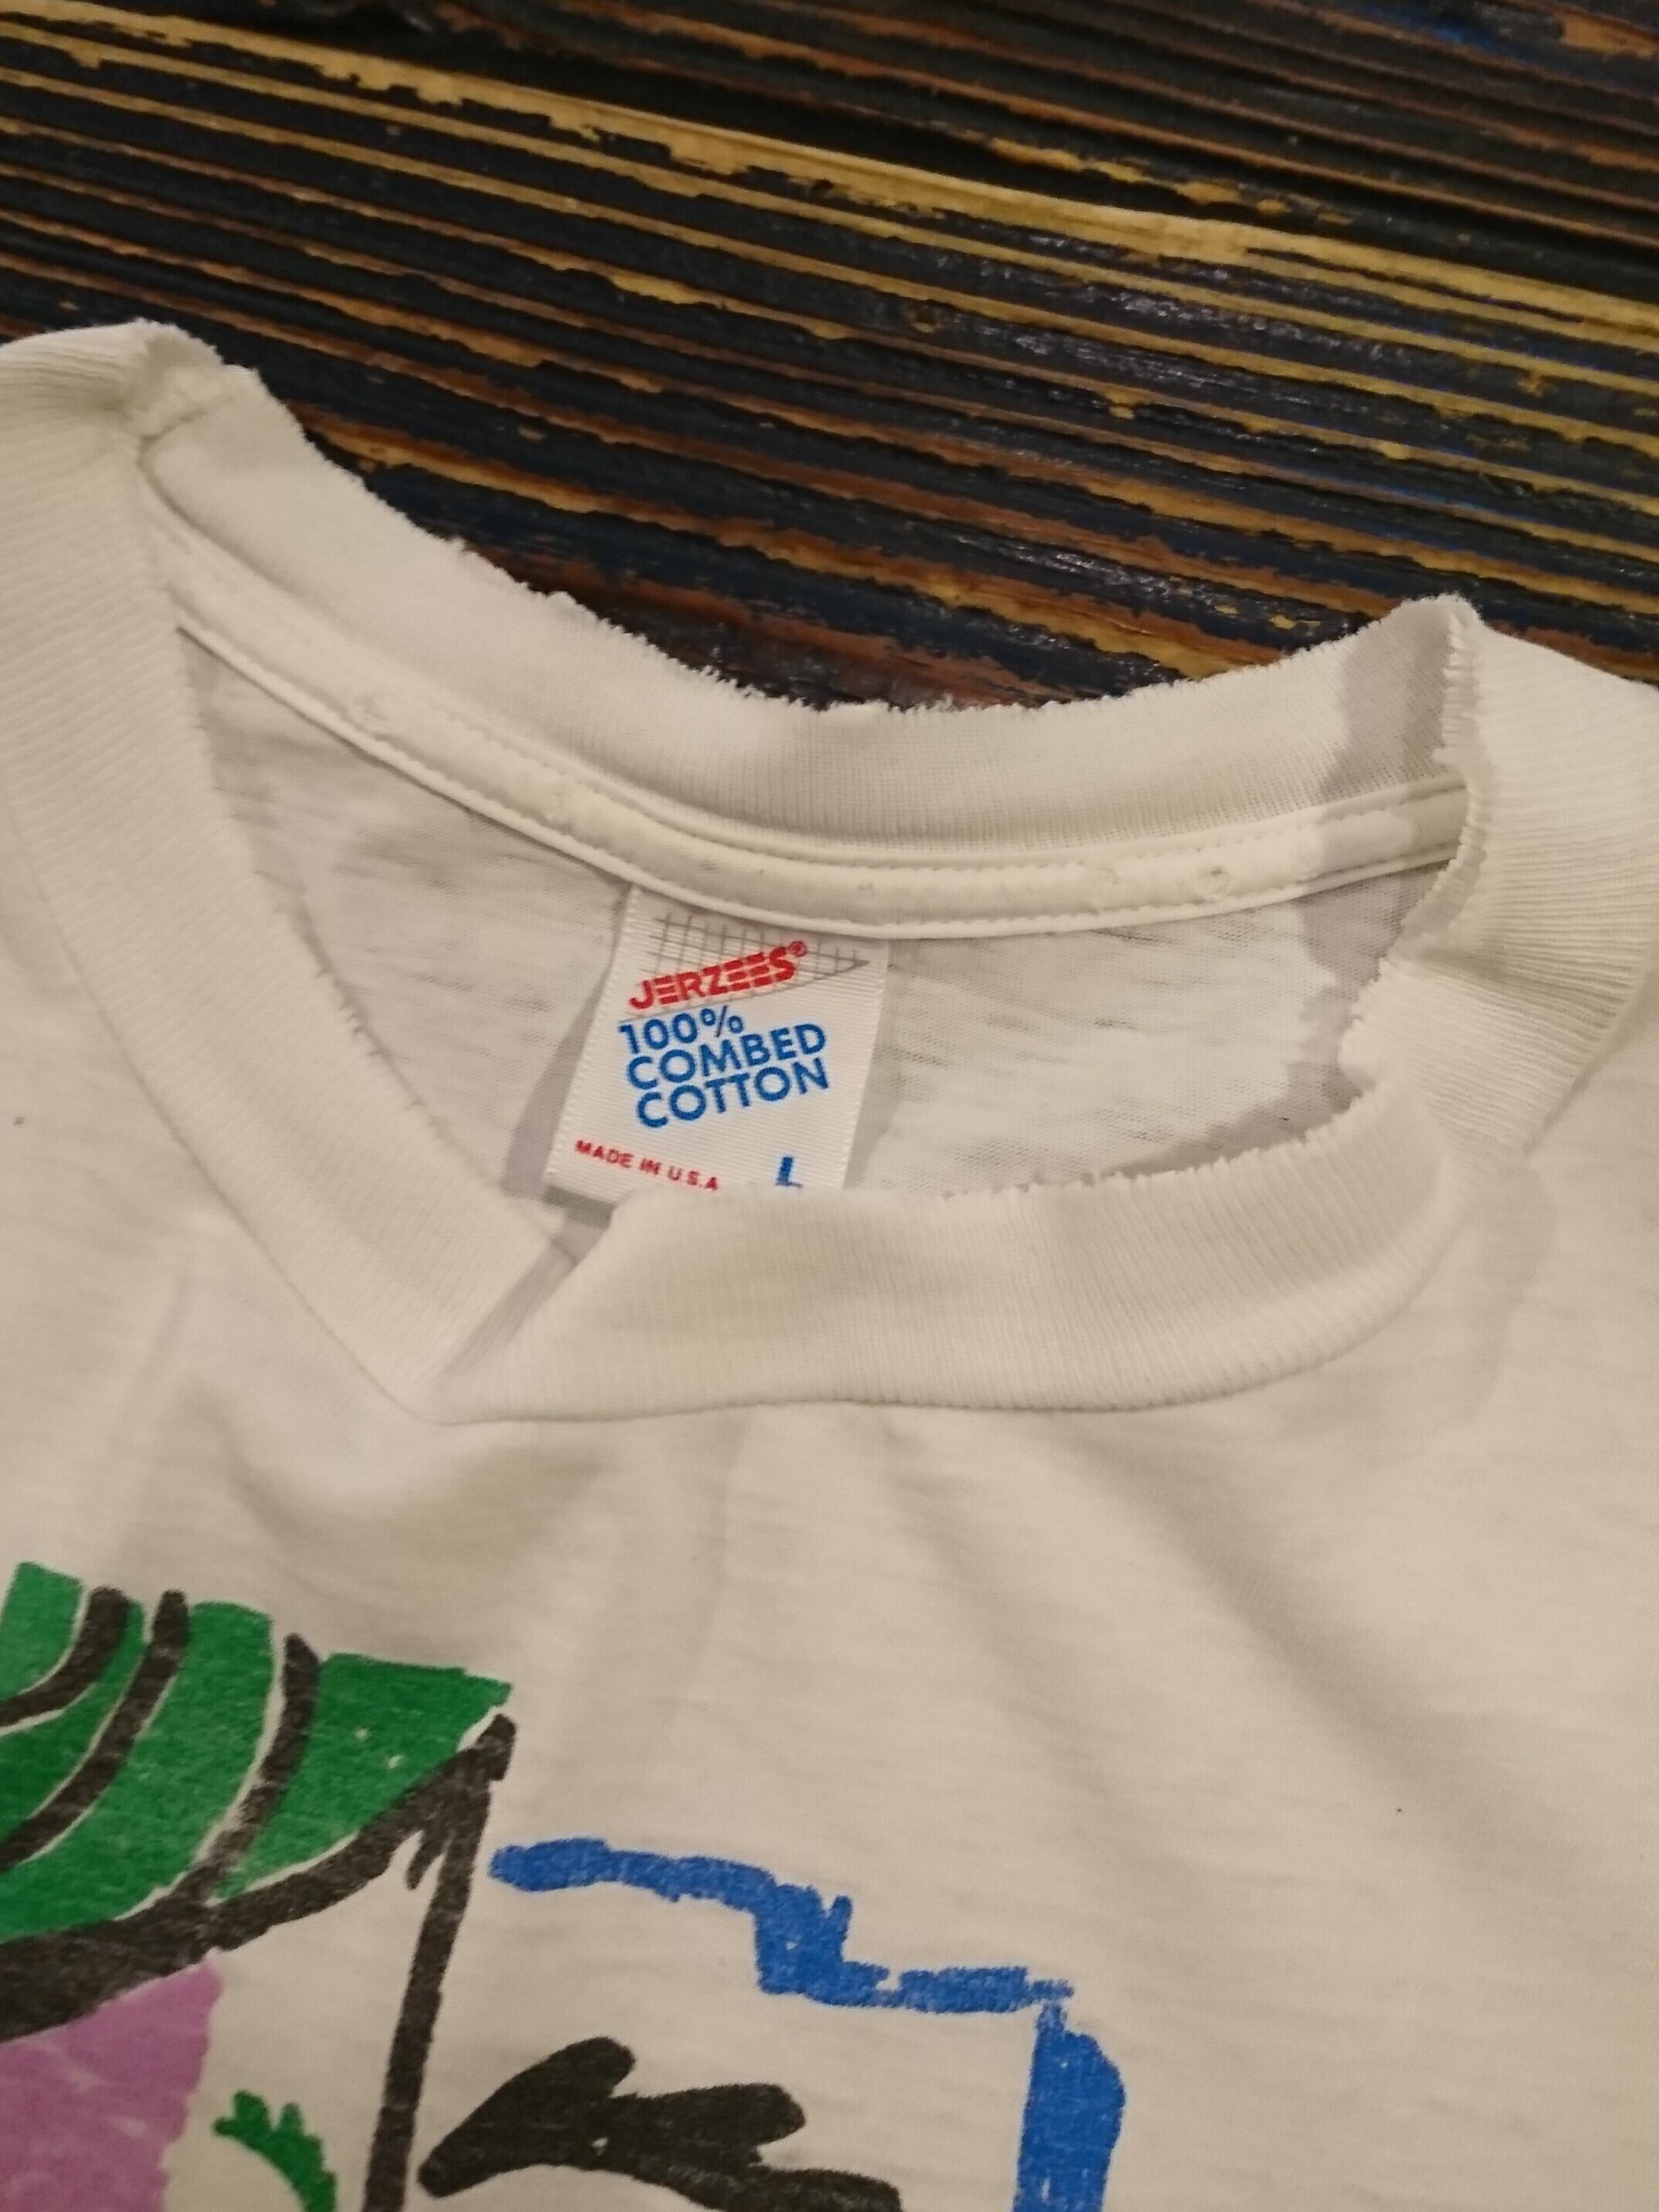 JERZEES®
100%
COMBED
COTTON
MADE IN U.S.A
L